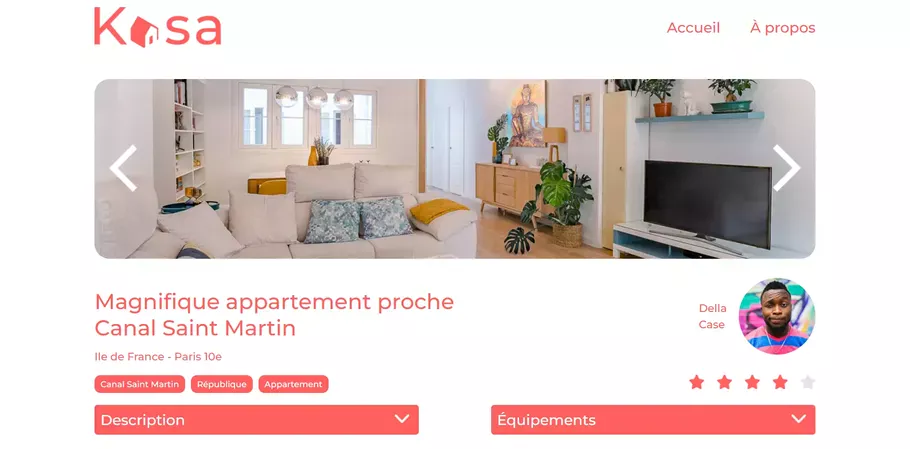 Kasa
Accueil
À propos
Magnifique appartement proche
Canal Saint Martin
Della
Case
Ile de France - Paris 10e
Canal Saint Martin
République
Appartement
Description
Équipements